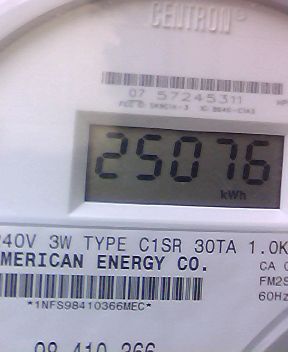 CENTRON®
07 57245311
25076
kWh
240V 3W TYPE C1SR 30TA 1.0K
MERICAN ENERGY CO.
CA
FM2S
60Hz
*1NFS98410366MEC*
98 410 366